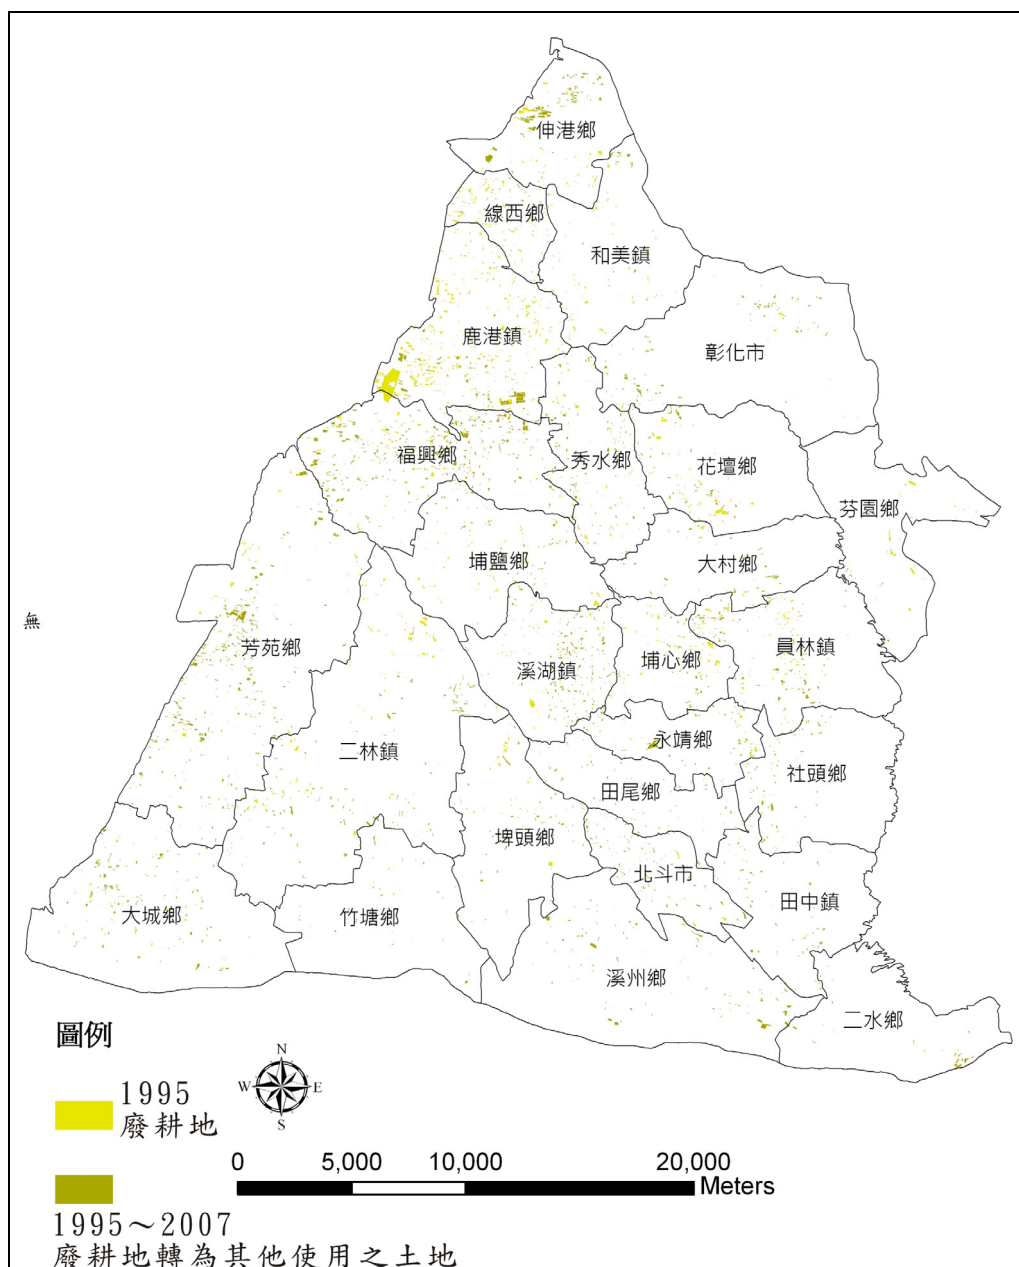 伸港鄉
線西鄉
和美鎮
鹿港鎮
彰化市
福興鄉
秀水鄉
花壇鄉
芬園鄉
埔鹽鄉
大村鄉
無
芳苑鄉
溪湖鎮
埔心鄉
員林鎮
二林鎮
永靖鄉
社頭鄉
田尾鄉
埤頭鄉
北斗市
大城鄉
竹塘鄉
田中鎮
溪州鄉
二水鄉
圖例
N
W E
S
1995
廢耕地
0 5,000 10,000 20,000
Meters
1995～2007
廢耕地轉為其他使用之土地